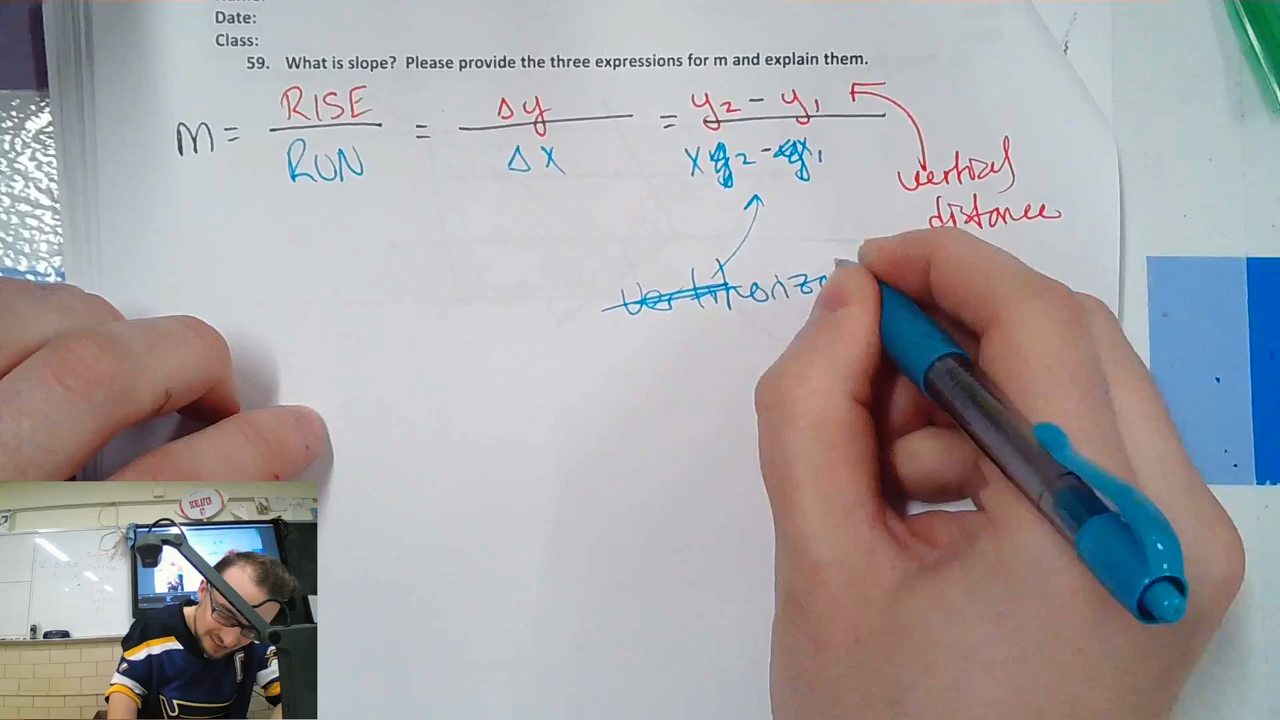 Date:
Class:
59. What is slope? Please provide the three expressions for m and explain them.
m = RISE / RUN = Δy / Δx = y₂ - y₁ / x₂ - x₁
vertical
distance
SCHLAFER